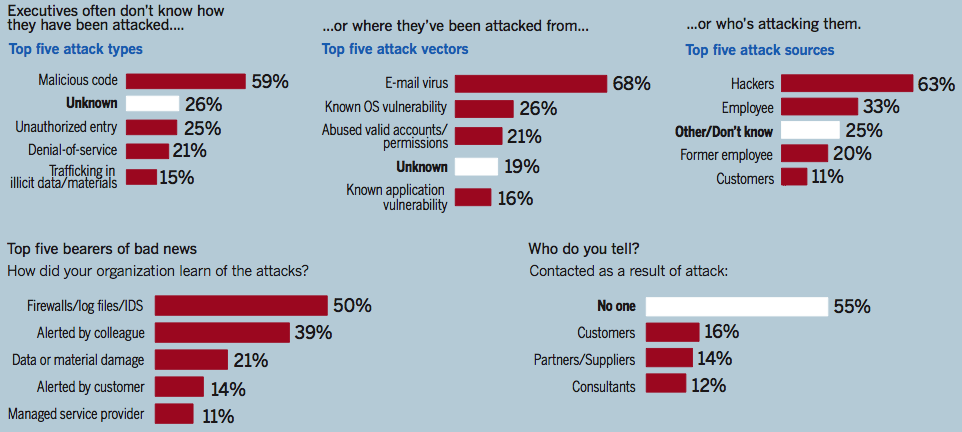 Executives often don't know how
they have been attacked....
Top five attack types
Malicious code 59%
Unknown 26%
Unauthorized entry 25%
Denial-of-service 21%
Trafficking in
illicit data/materials 15%
...or where they've been attacked from...
Top five attack vectors
E-mail virus 68%
Known OS vulnerability 26%
Abused valid accounts/
permissions 21%
Unknown 19%
Known application
vulnerability 16%
...or who's attacking them.
Top five attack sources
Hackers 63%
Employee 33%
Other/Don't know 25%
Former employee 20%
Customers 11%
Top five bearers of bad news
How did your organization learn of the attacks?
Firewalls/log files/IDS 50%
Alerted by colleague 39%
Data or material damage 21%
Alerted by customer 14%
Managed service provider 11%
Who do you tell?
Contacted as a result of attack:
No one 55%
Customers 16%
Partners/Suppliers 14%
Consultants 12%